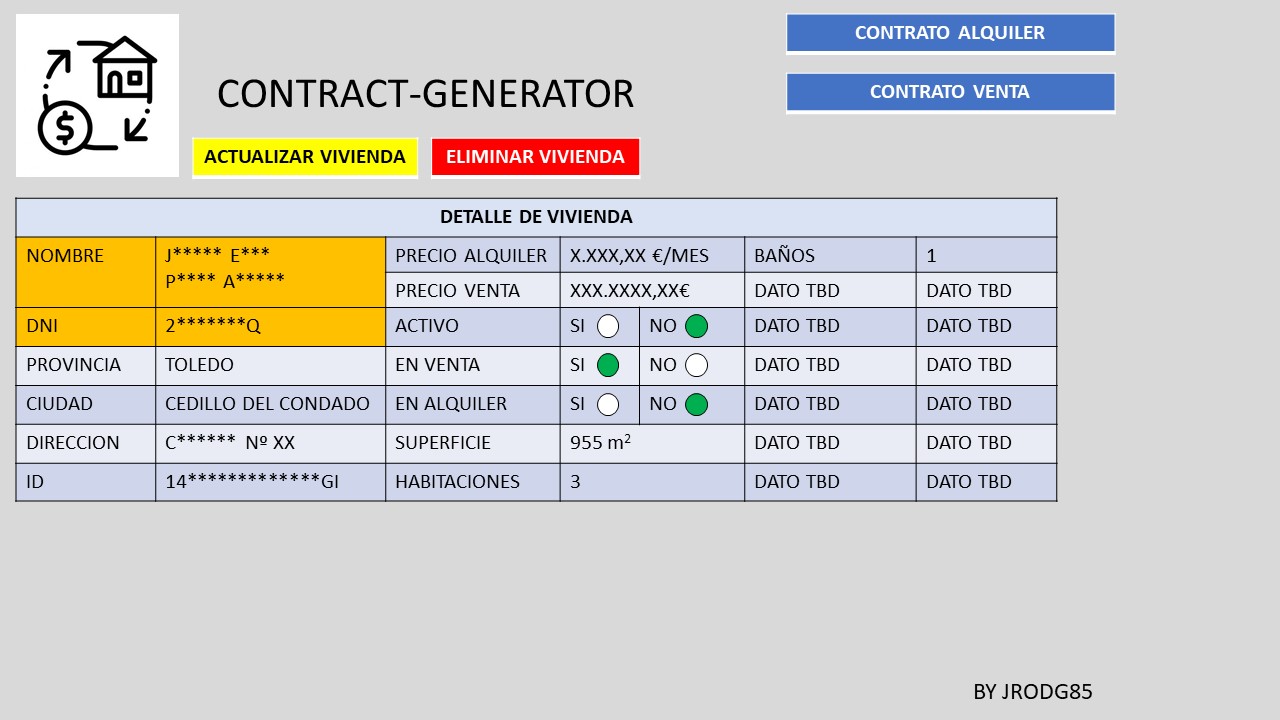 CONTRATO ALQUILER
CONTRATO VENTA
$
CONTRACT-GENERATOR
ACTUALIZAR VIVIENDA ELIMINAR VIVIENDA
DETALLE DE VIVIENDA
NOMBRE J***** E*** PRECIO ALQUILER X.XXX,XX €/MES BAÑOS 1
P**** A*****
PRECIO VENTA XXX.XXXX,XX€ DATO TBD DATO TBD
DNI 2*******Q ACTIVO SI NO DATO TBD DATO TBD
PROVINCIA TOLEDO EN VENTA SI NO DATO TBD DATO TBD
CIUDAD CEDILLO DEL CONDADO EN ALQUILER SI NO DATO TBD DATO TBD
DIRECCION C****** Nº XX SUPERFICIE 955 m² DATO TBD DATO TBD
ID 14*************GI HABITACIONES 3 DATO TBD DATO TBD
BY JRODG85